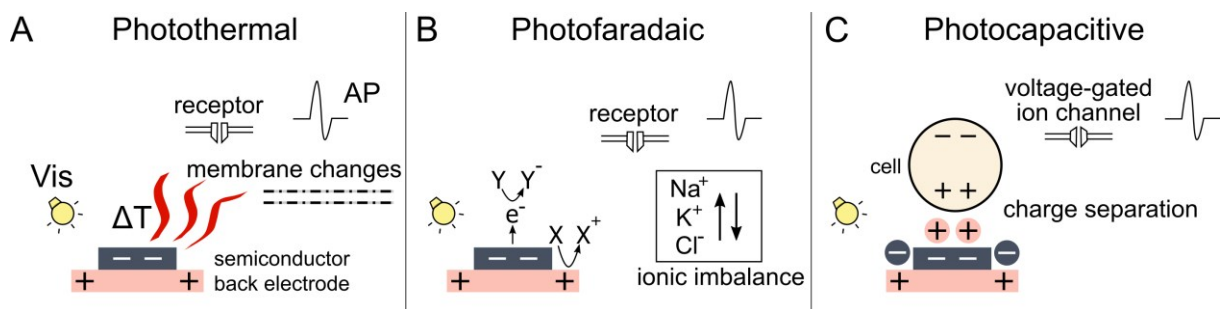 A Photothermal
receptor
AP
membrane changes
Vis
ΔT
− −
+ +
semiconductor
back electrode
B Photofaradaic
receptor
Y Y⁻
e⁻
X X⁺
− −
+ +
Na⁺
K⁺
Cl⁻
ionic imbalance
C Photocapacitive
voltage-gated
ion channel
cell
− −
+ +
charge separation
+ +
− − − −
+ +